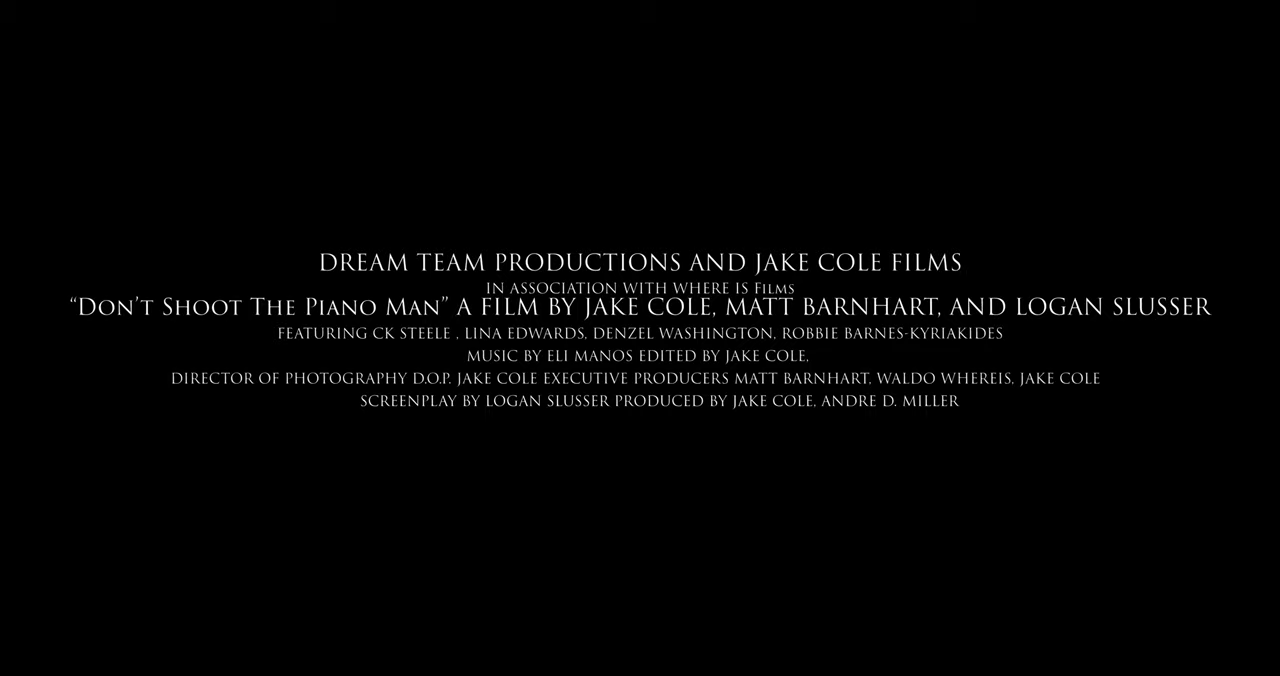 DREAM TEAM PRODUCTIONS AND JAKE COLE FILMS
IN ASSOCIATION WITH WHERE IS Films
“Don’t Shoot The Piano Man” A FILM BY JAKE COLE, MATT BARNHART, AND LOGAN SLUSSER
FEATURING CK STEELE , LINA EDWARDS, DENZEL WASHINGTON, ROBBIE BARNES-KYRIAKIDES
MUSIC BY ELI MANOS EDITED BY JAKE COLE,
DIRECTOR OF PHOTOGRAPHY D.O.P. JAKE COLE EXECUTIVE PRODUCERS MATT BARNHART, WALDO WHEREIS, JAKE COLE
SCREENPLAY BY LOGAN SLUSSER PRODUCED BY JAKE COLE, ANDRE D. MILLER